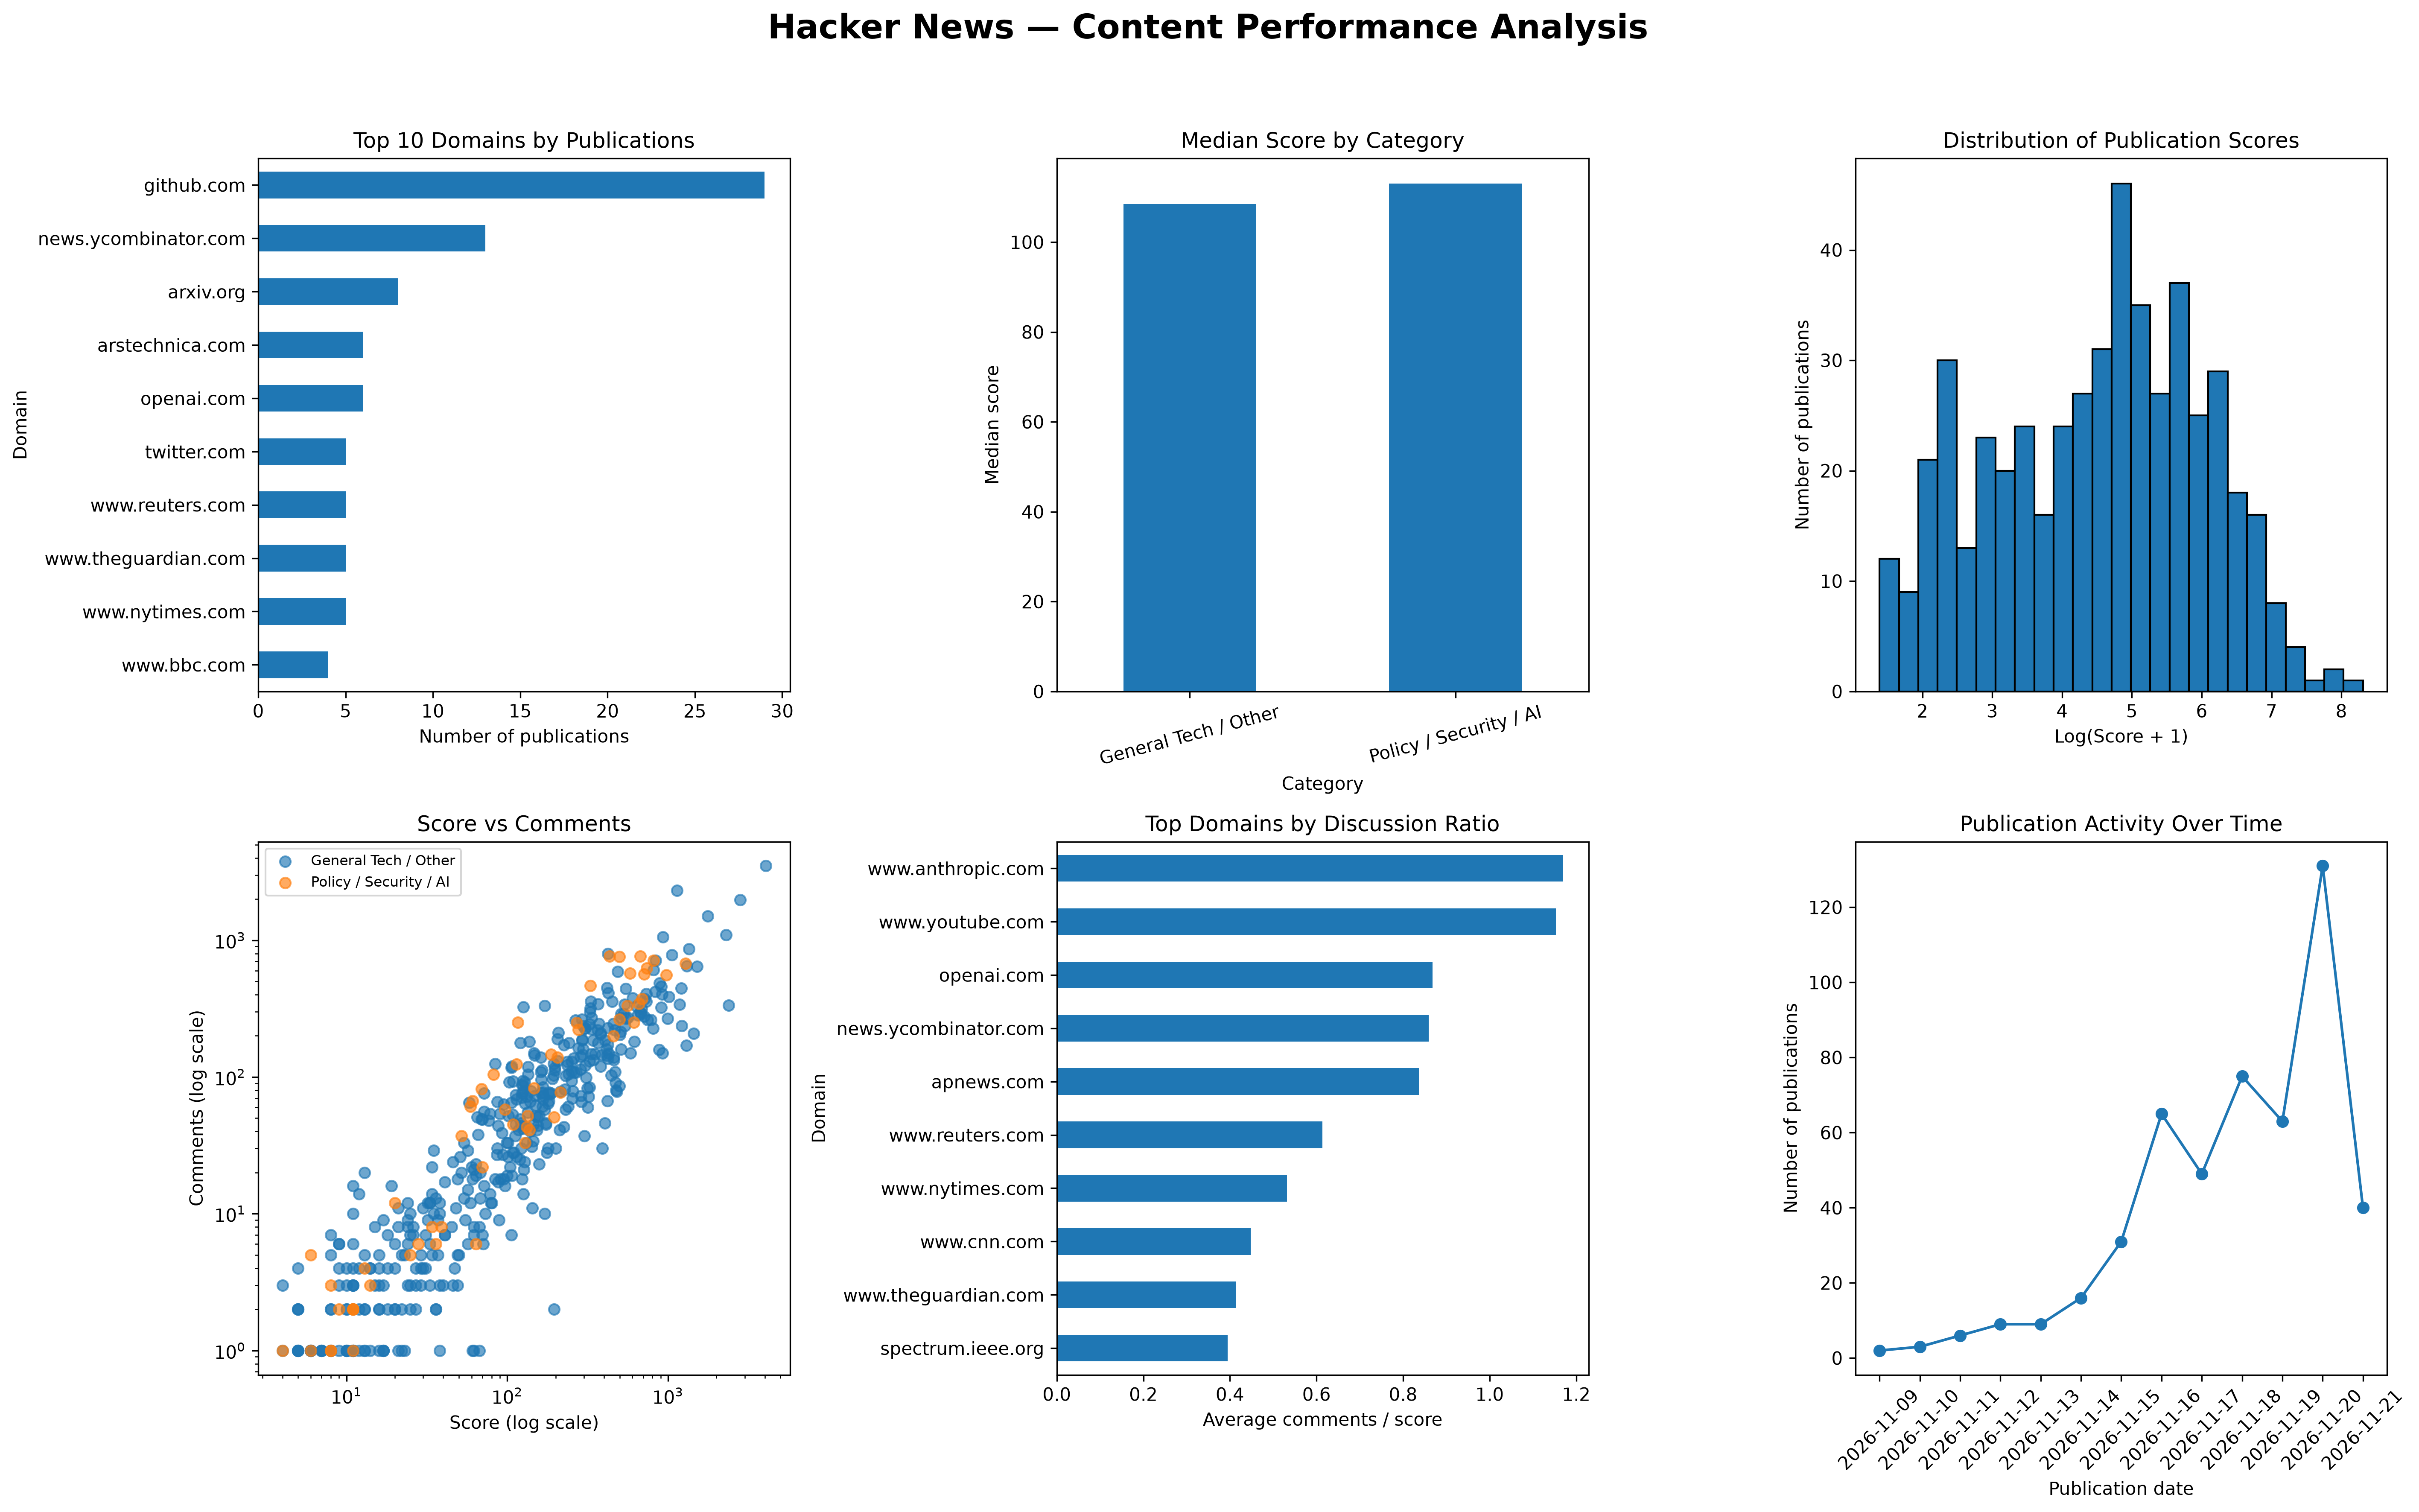 Hacker News — Content Performance Analysis
Top 10 Domains by Publications
Domain
github.com
news.ycombinator.com
arxiv.org
arstechnica.com
openai.com
twitter.com
www.reuters.com
www.theguardian.com
www.nytimes.com
www.bbc.com
0 5 10 15 20 25 30
Number of publications
Median Score by Category
Median score
100
80
60
40
20
0
General Tech / Other Policy / Security / AI
Category
Distribution of Publication Scores
Number of publications
40
30
20
10
0
2 3 4 5 6 7 8
Log(Score + 1)
Score vs Comments
General Tech / Other
Policy / Security / AI
Comments (log scale)
10³
10²
10¹
10⁰
10¹ 10² 10³
Score (log scale)
Top Domains by Discussion Ratio
Domain
www.anthropic.com
www.youtube.com
openai.com
news.ycombinator.com
apnews.com
www.reuters.com
www.nytimes.com
www.cnn.com
www.theguardian.com
spectrum.ieee.org
0.0 0.2 0.4 0.6 0.8 1.0 1.2
Average comments / score
Publication Activity Over Time
Number of publications
120
100
80
60
40
20
0
2026-11-09 2026-11-10 2026-11-11 2026-11-12 2026-11-13 2026-11-14 2026-11-15 2026-11-16 2026-11-17 2026-11-18 2026-11-19 2026-11-20 2026-11-21
Publication date